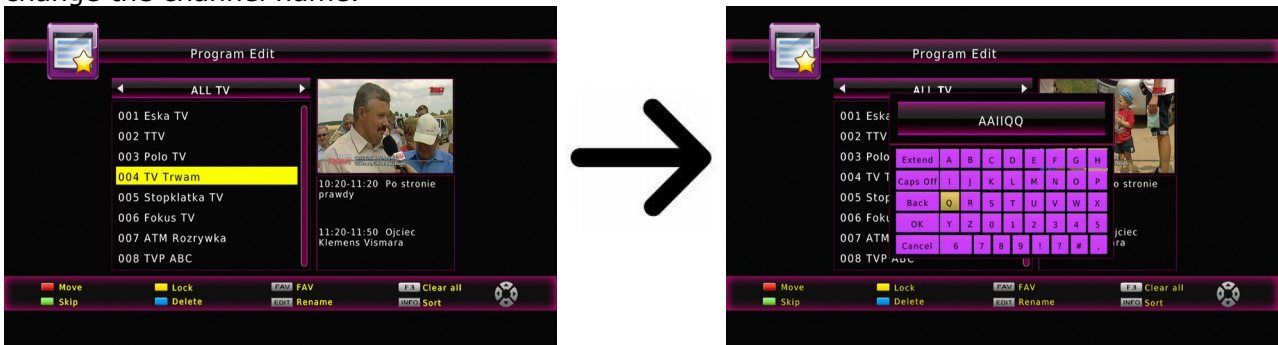 change the channel name.
Program Edit
ALL TV
001 Eska TV
002 TTV
003 Polo TV
004 TV Trwam
005 Stopklatka TV
006 Fokus TV
007 ATM Rozrywka
008 TVP ABC
10:20-11:20 Po stronie
prawdy
11:20-11:50 Ojciec
Klemens Vismara
Move Lock FAV FAV F3 Clear all
Skip Delete EDIT Rename INFO Sort
Program Edit
ALL TV
AAIIQQ
001 Eska
002 TTV
003 Polo
004 TV T
005 Stop
006 Foku
007 ATM
008 TVP ABC
Extend A B C D E F G H
Caps Off I J K L M N O P
Back Q R S T U V W X
OK Y Z 0 1 2 3 4 5
Cancel 6 7 8 9 ! ? # .
o stronie
jciec
ra
Move Lock FAV FAV F3 Clear all
Skip Delete EDIT Rename INFO Sort